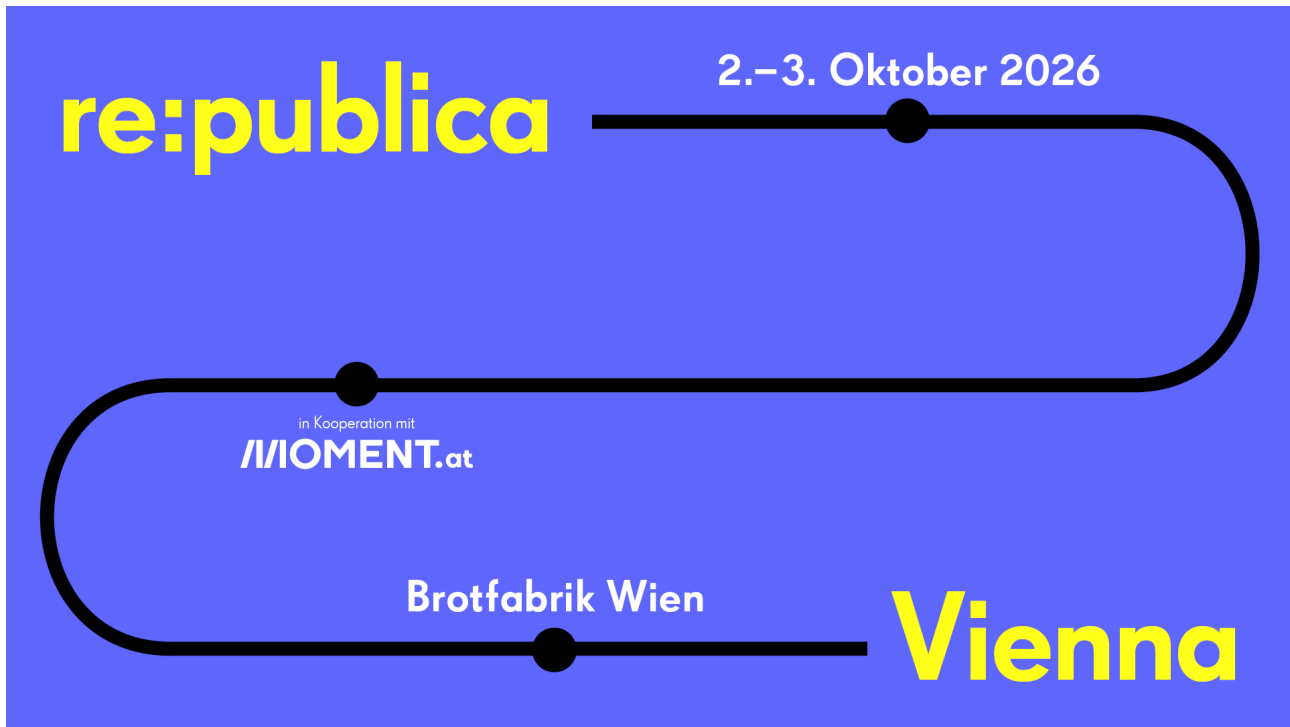 re:publica
2.–3. Oktober 2026
in Kooperation mit
MOMENT.at
Brotfabrik Wien
Vienna